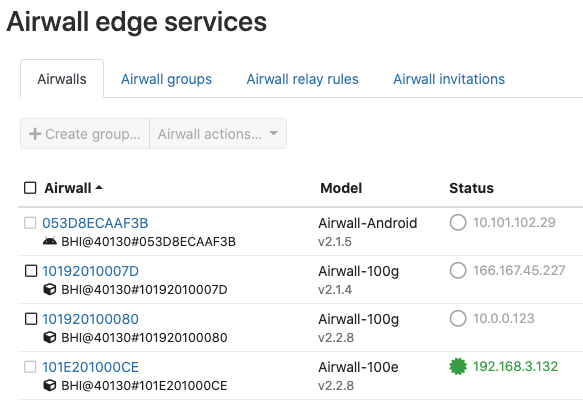 Airwall edge services
Airwalls Airwall groups Airwall relay rules Airwall invitations
Create group... Airwall actions...
Airwall Model Status
053D8ECAAF3B Airwall-Android 10.101.102.29
BHI@40130#053D8ECAAF3B v2.1.5
10192010007D Airwall-100g 166.167.45.227
BHI@40130#10192010007D v2.1.4
101920100080 Airwall-100g 10.0.0.123
BHI@40130#101920100080 v2.2.8
101E201000CE Airwall-100e 192.168.3.132
BHI@40130#101E201000CE v2.2.8